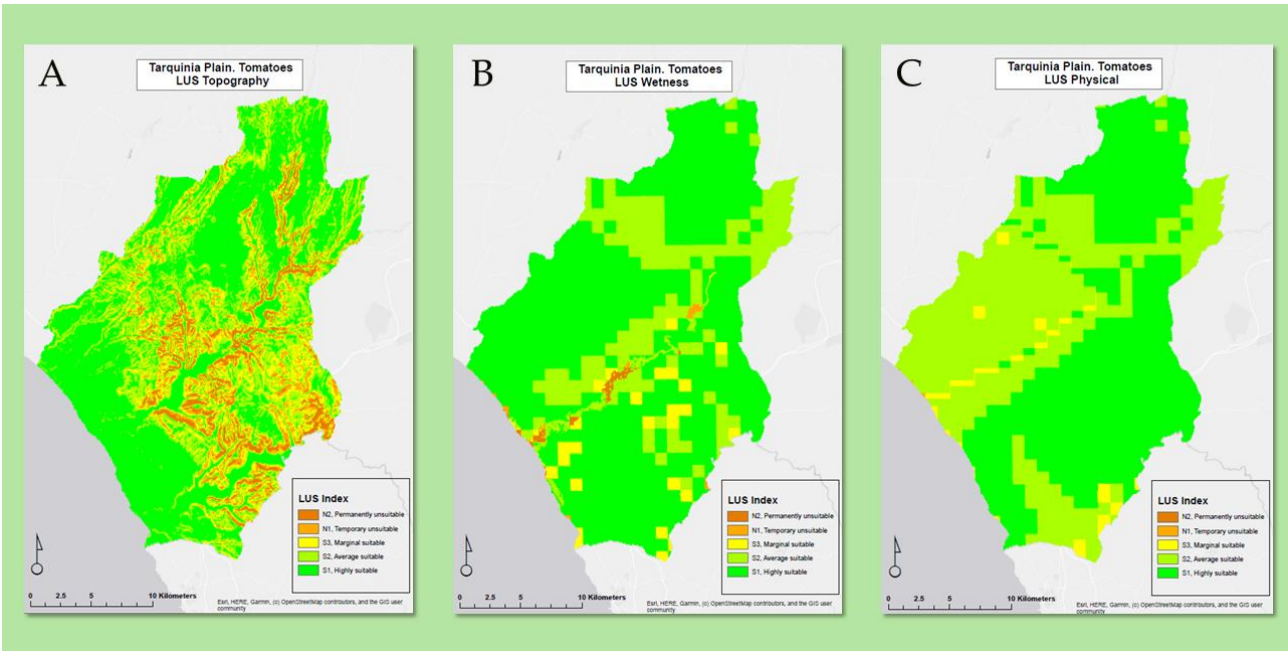 A
Tarquinia Plain. Tomatoes
LUS Topography
LUS Index
N2, Permanently unsuitable
N1, Temporary unsuitable
S3, Marginal suitable
S2, Average suitable
S1, Highly suitable
0 2.5 5 10 Kilometers
Esri, HERE, Garmin, (c) OpenStreetMap contributors, and the GIS user
community
B
Tarquinia Plain. Tomatoes
LUS Wetness
LUS Index
N2, Permanently unsuitable
N1, Temporary unsuitable
S3, Marginal suitable
S2, Average suitable
S1, Highly suitable
0 2.5 5 10 Kilometers
Esri, HERE, Garmin, (c) OpenStreetMap contributors, and the GIS user
community
C
Tarquinia Plain. Tomatoes
LUS Physical
LUS Index
N2, Permanently unsuitable
N1, Temporary unsuitable
S3, Marginal suitable
S2, Average suitable
S1, Highly suitable
0 2.5 5 10 Kilometers
Esri, HERE, Garmin, (c) OpenStreetMap contributors, and the GIS user
community